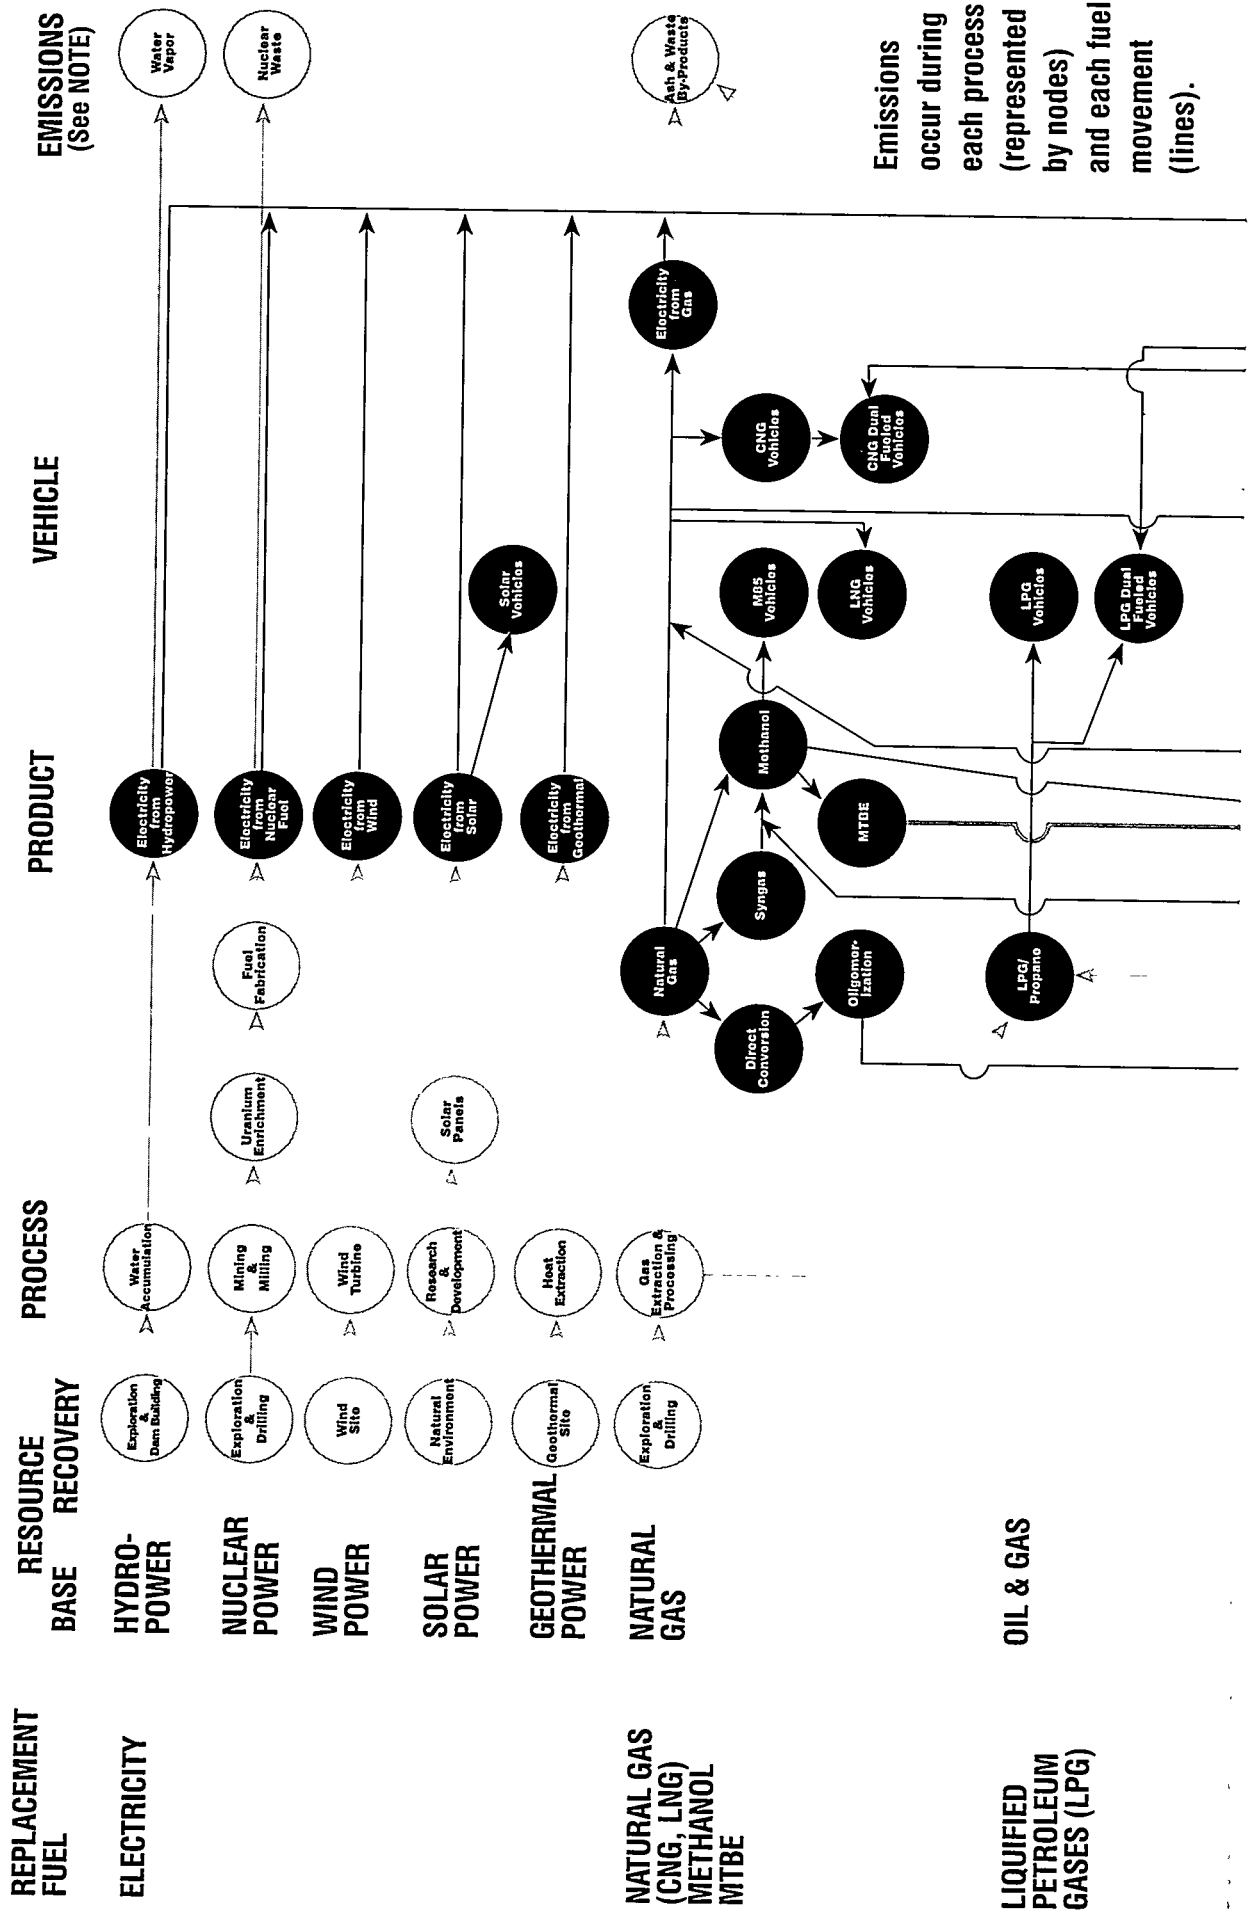 REPLACEMENT
FUEL
RESOURCE
BASE RECOVERY
PROCESS
PRODUCT
VEHICLE
EMISSIONS
(See NOTE)
ELECTRICITY
HYDRO-
POWER
Exploration
&
Dam Building
Water
Accumulation
Electricity
from
Hydropower
Water
Vapor
NUCLEAR
POWER
Exploration
&
Drilling
Mining
&
Milling
Uranium
Enrichment
Fuel
Fabrication
Electricity
from
Nuclear
Fuel
Nuclear
Waste
WIND
POWER
Wind
Site
Wind
Turbine
Electricity
from
Wind
SOLAR
POWER
Natural
Environment
Research
&
Development
Solar
Panels
Electricity
from
Solar
Solar
Vehicles
GEOTHERMAL
POWER
Geothermal
Site
Heat
Extraction
Electricity
from
Geothermal
NATURAL GAS
(CNG, LNG)
METHANOL
MTBE
NATURAL
GAS
Exploration
&
Drilling
Gas
Extraction &
Processing
Natural
Gas
Electricity
from
Gas
Ash & Waste
By-Products
Direct
Conversion
Syngas
Methanol
M85
Vehicles
CNG
Vehicles
Oligomer-
ization
MTBE
LNG
Vehicles
CNG Dual
Fueled
Vehicles
LIQUIFIED
PETROLEUM
GASES (LPG)
OIL & GAS
LPG/
Propane
LPG
Vehicles
LPG Dual
Fueled
Vehicles
Emissions
occur during
each process
(represented
by nodes)
and each fuel
movement
(lines).